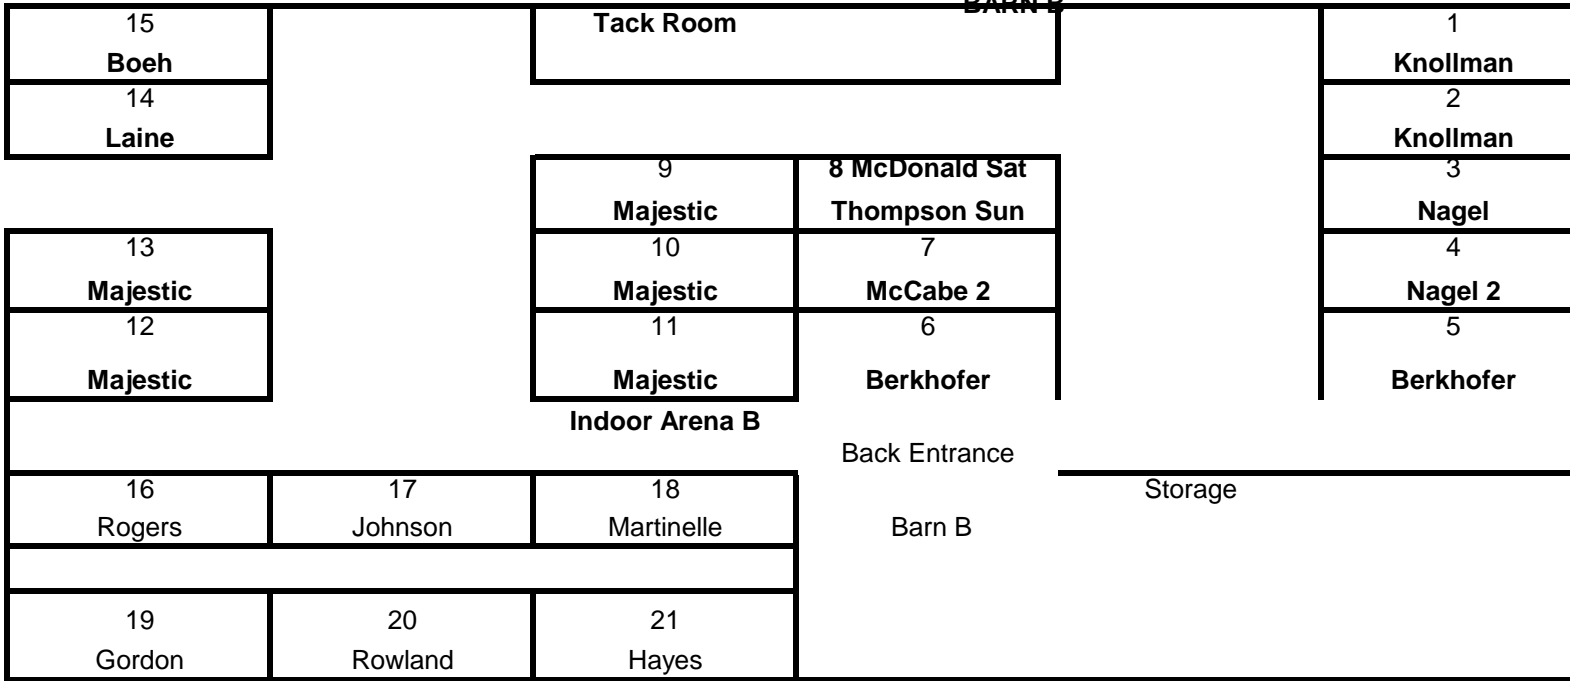 BARN B
15 Tack Room 1
Boeh Knollman
14 2
Laine Knollman
9 8 McDonald Sat 3
Majestic Thompson Sun Nagel
13 10 7 4
Majestic Majestic McCabe 2 Nagel 2
12 11 6 5
Majestic Majestic Berkhofer Berkhofer
Indoor Arena B
Back Entrance
16 17 18 Storage
Rogers Johnson Martinelle Barn B
19 20 21
Gordon Rowland Hayes